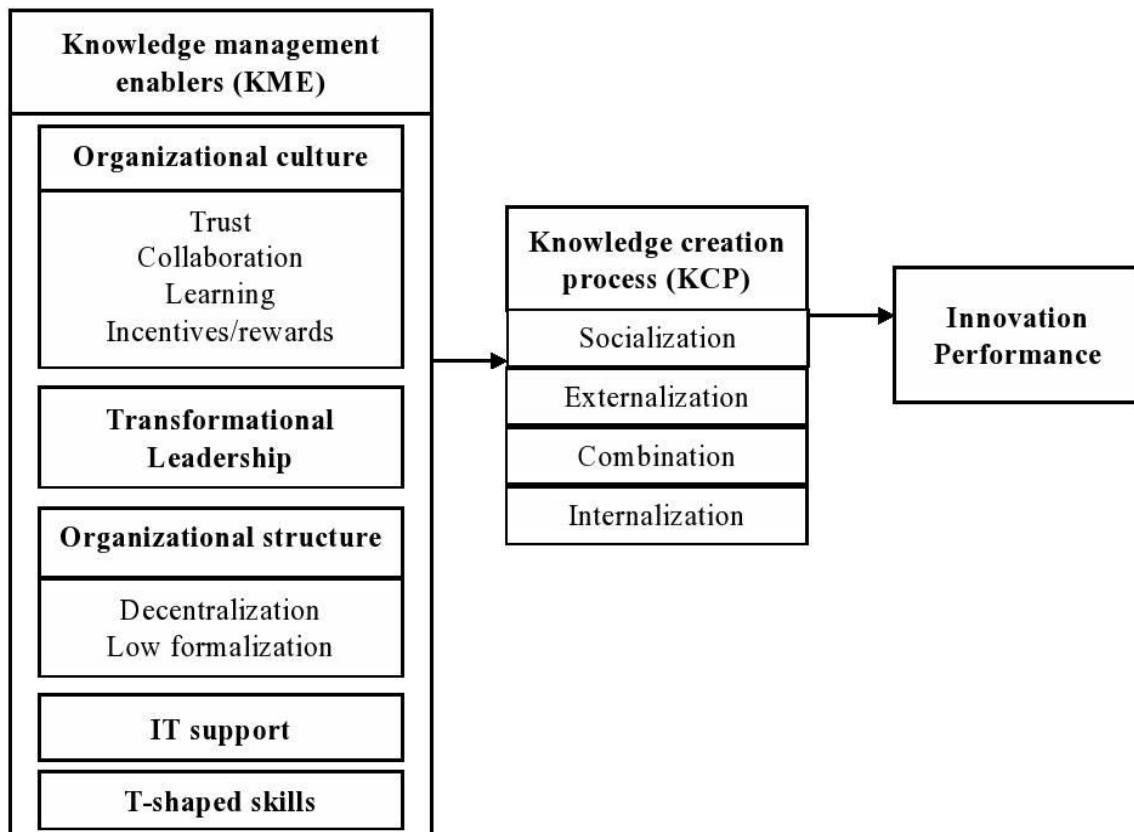 Knowledge management
enablers (KME)
Organizational culture
Trust
Collaboration
Learning
Incentives/rewards
Transformational
Leadership
Organizational structure
Decentralization
Low formalization
IT support
T-shaped skills
Knowledge creation
process (KCP)
Socialization
Externalization
Combination
Internalization
Innovation
Performance